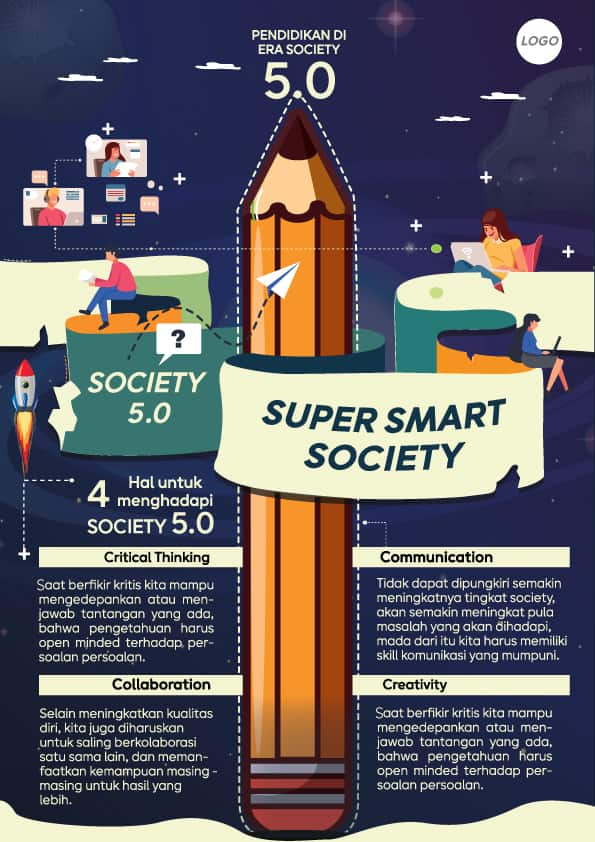 PENDIDIKAN DI
ERA SOCIETY
5.0
LOGO
?
SOCIETY
5.0
SUPER SMART
SOCIETY
4 Hal untuk
menghadapi
SOCIETY 5.0
Critical Thinking
Saat berfikir kritis kita mampu
mengedepankan atau men-
jawab tantangan yang ada,
bahwa pengetahuan harus
open minded terhadap per-
soalan persoalan.
Communication
Tidak dapat dipungkiri semakin
meningkatnya tingkat society,
akan semakin meningkat pula
masalah yang akan dihadapi,
mada dari itu kita harus memiliki
skill komunikasi yang mumpuni.
Collaboration
Selain meningkatkan kualitas
diri, kita juga diharuskan
untuk saling berkolaborasi
satu sama lain, dan meman-
faatkan kemampuan masing -
masing untuk hasil yang
lebih.
Creativity
Saat berfikir kritis kita mampu
mengedepankan atau men-
jawab tantangan yang ada,
bahwa pengetahuan harus
open minded terhadap per-
soalan persoalan.